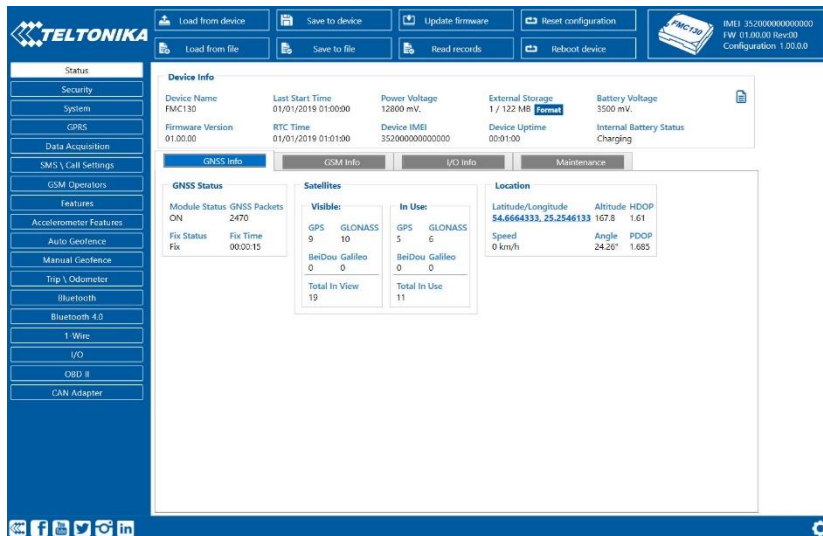 TELTONIKA
Load from device
Save to device
Update firmware
Reset configuration
Load from file
Save to file
Read records
Reboot device
FMC130
IMEI 352000000000000
FW 01.00.00 Rev:00
Configuration 1.00.0.0
Status
Security
System
GPRS
Data Acquisition
SMS \ Call Settings
GSM Operators
Features
Accelerometer Features
Auto Geofence
Manual Geofence
Trip \ Odometer
Bluetooth
Bluetooth 4.0
1-Wire
I/O
OBD II
CAN Adapter
Device Info
Device Name Last Start Time Power Voltage External Storage Battery Voltage
FMC130 01/01/2019 01:00:00 12800 mV. 1 / 122 MB Format 3500 mV.
Firmware Version RTC Time Device IMEI Device Uptime Internal Battery Status
01.00.00 01/01/2019 01:01:00 352000000000000 00:01:00 Charging
GNSS Info GSM Info I/O Info Maintenance
GNSS Status
Module Status GNSS Packets
ON 2470
Fix Status Fix Time
Fix 00:00:15
Satellites
Visible:
GPS GLONASS
9 10
BeiDou Galileo
0 0
Total In View
19
In Use:
GPS GLONASS
5 6
BeiDou Galileo
0 0
Total In Use
11
Location
Latitude/Longitude Altitude HDOP
54.6664333, 25.2546133 167.8 1.61
Speed Angle PDOP
0 km/h 24.26° 1.685